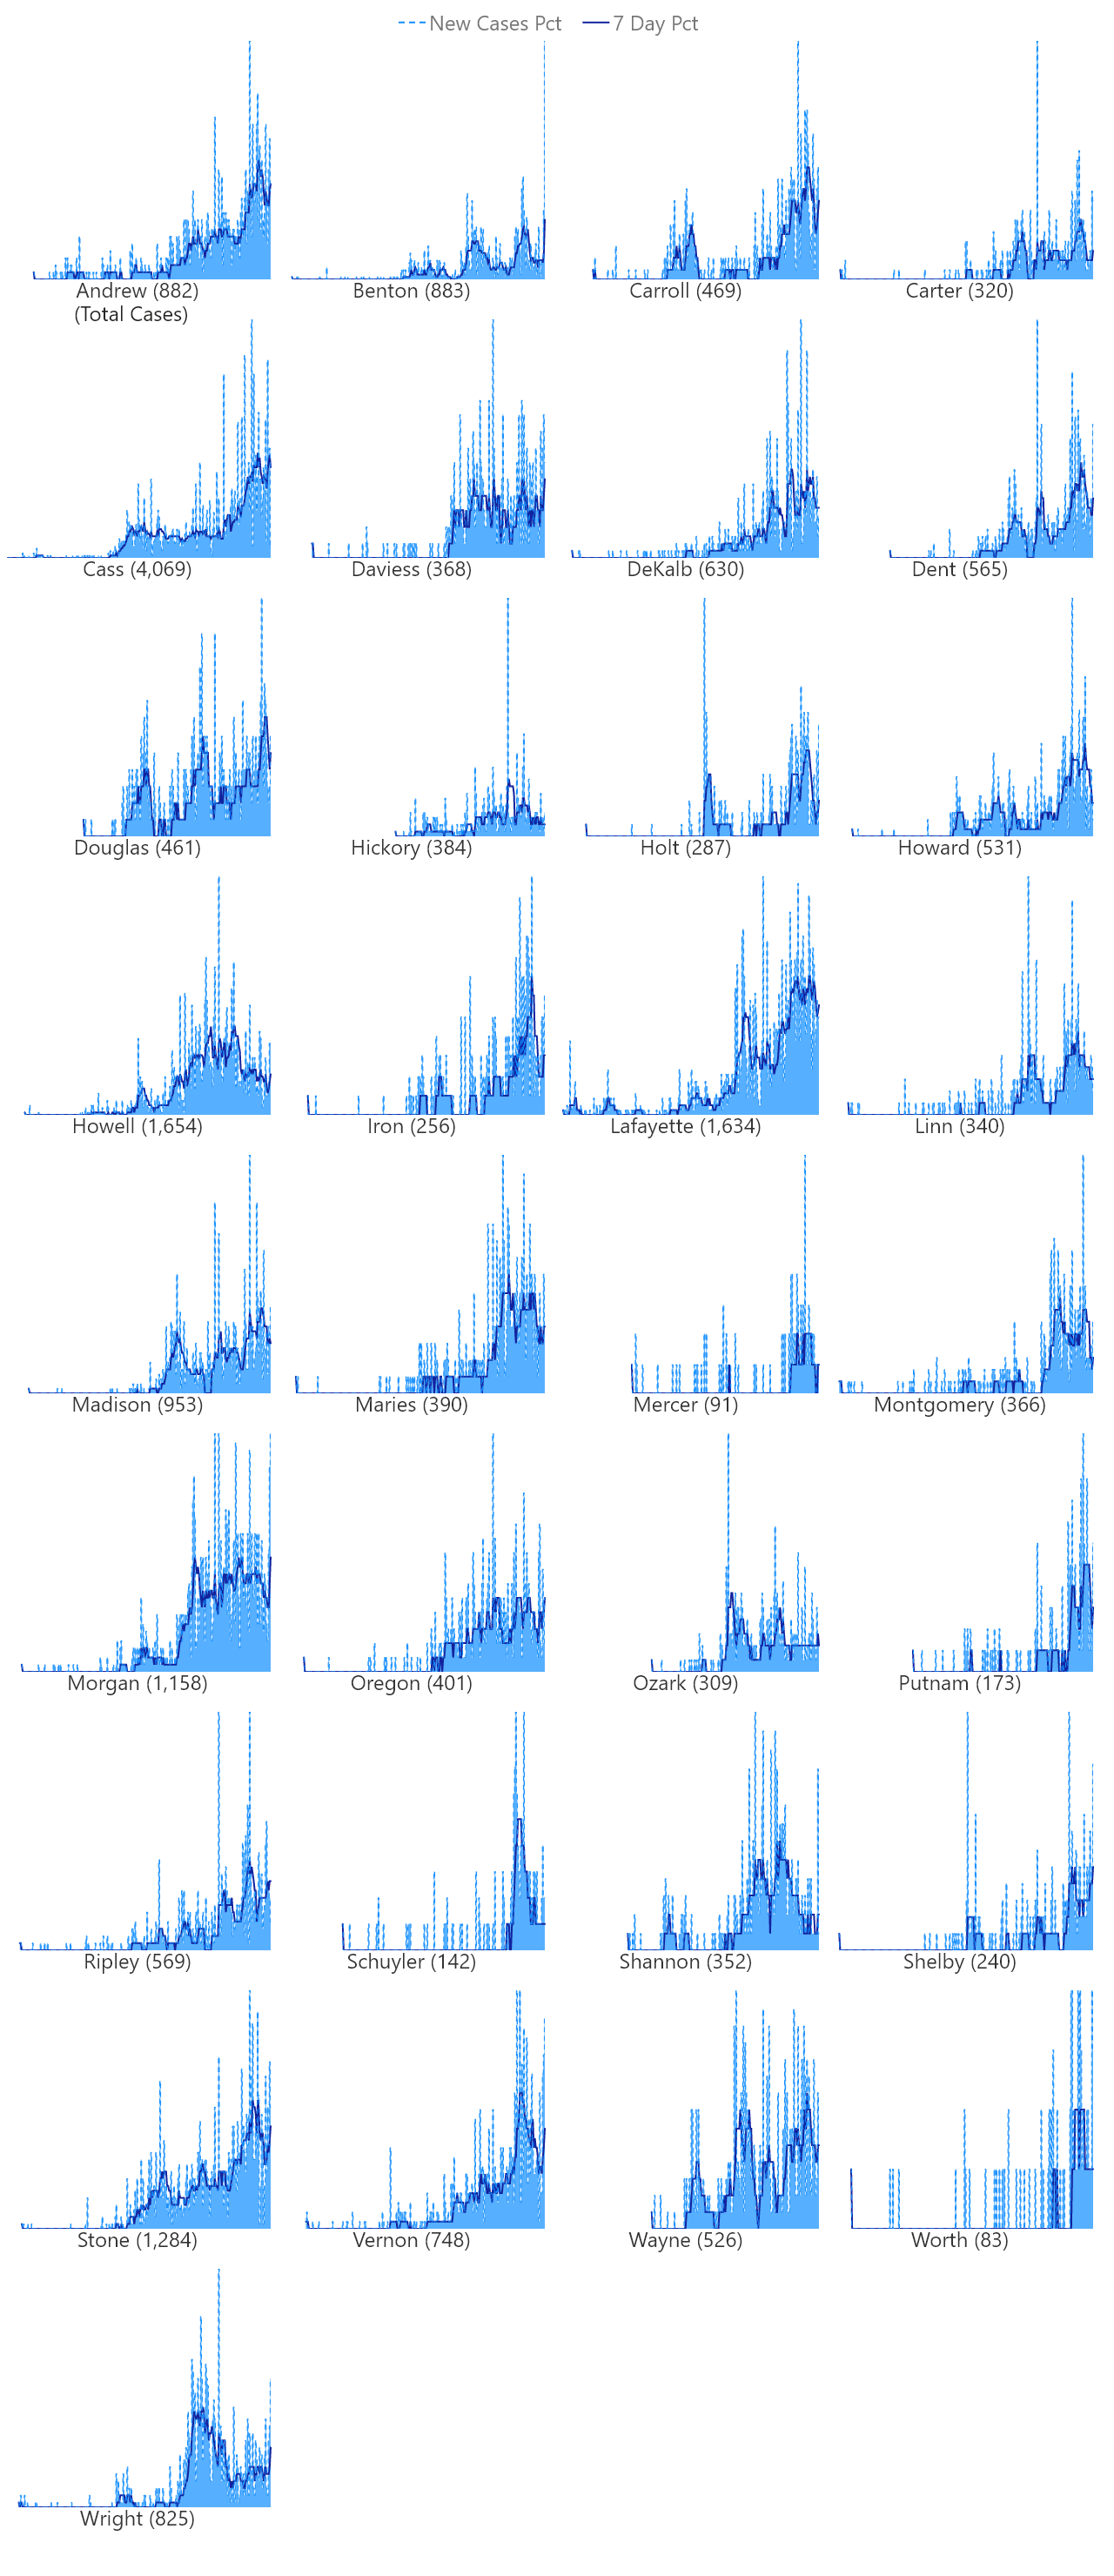 New Cases Pct 7 Day Pct
Andrew (882) Benton (883) Carroll (469) Carter (320)
(Total Cases)
Cass (4,069) Daviess (368) DeKalb (630) Dent (565)
Douglas (461) Hickory (384) Holt (287) Howard (531)
Howell (1,654) Iron (256) Lafayette (1,634) Linn (340)
Madison (953) Maries (390) Mercer (91) Montgomery (366)
Morgan (1,158) Oregon (401) Ozark (309) Putnam (173)
Ripley (569) Schuyler (142) Shannon (352) Shelby (240)
Stone (1,284) Vernon (748) Wayne (526) Worth (83)
Wright (825)